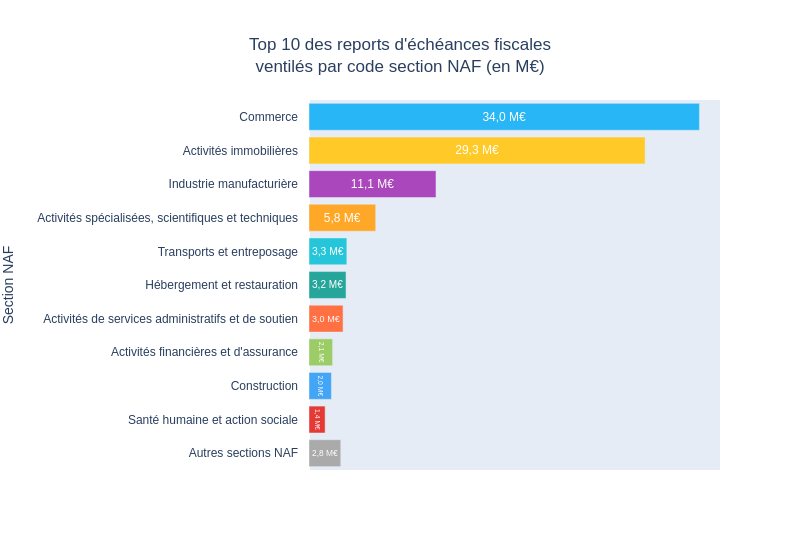 Top 10 des reports d'échéances fiscales
ventilés par code section NAF (en M€)
Section NAF
Commerce 34,0 M€
Activités immobilières 29,3 M€
Industrie manufacturière 11,1 M€
Activités spécialisées, scientifiques et techniques 5,8 M€
Transports et entreposage 3,3 M€
Hébergement et restauration 3,2 M€
Activités de services administratifs et de soutien 3,0 M€
Activités financières et d'assurance 2,1 M€
Construction 2,0 M€
Santé humaine et action sociale 1,4 M€
Autres sections NAF 2,8 M€